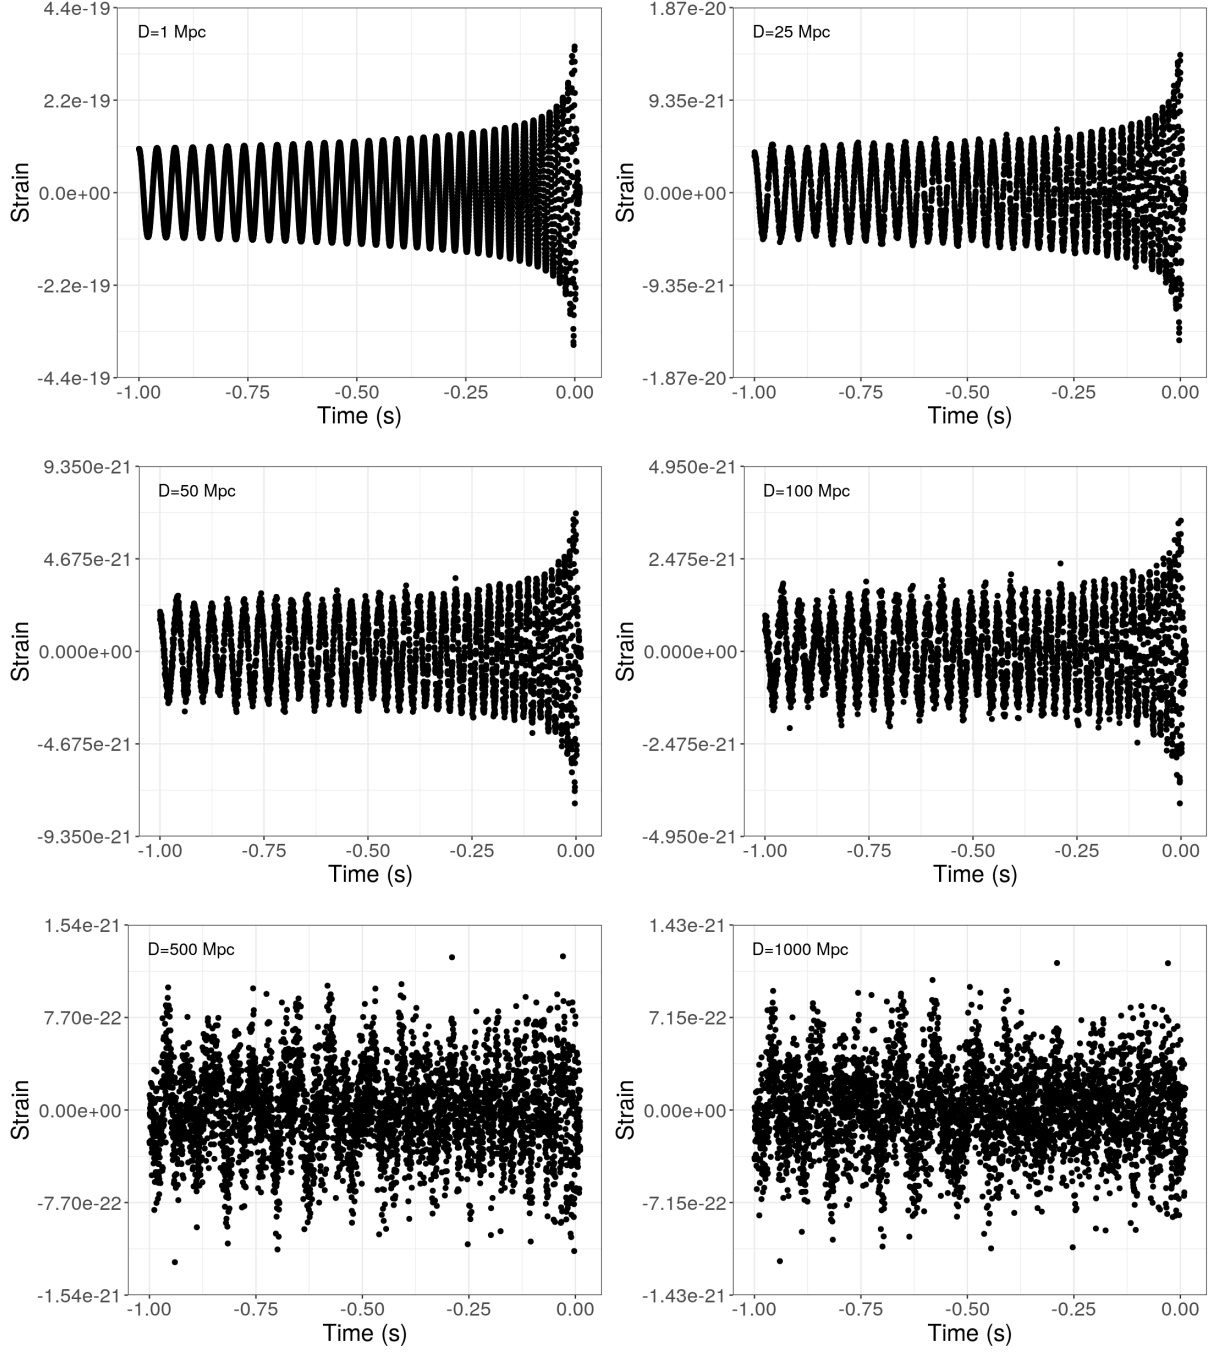 4.4e-19
2.2e-19
0.0e+00
-2.2e-19
-4.4e-19
Strain
D=1 Mpc
-1.00 -0.75 -0.50 -0.25 0.00
Time (s)
1.87e-20
9.35e-21
0.00e+00
-9.35e-21
-1.87e-20
Strain
D=25 Mpc
-1.00 -0.75 -0.50 -0.25 0.00
Time (s)
9.350e-21
4.675e-21
0.000e+00
-4.675e-21
-9.350e-21
Strain
D=50 Mpc
-1.00 -0.75 -0.50 -0.25 0.00
Time (s)
4.950e-21
2.475e-21
0.000e+00
-2.475e-21
-4.950e-21
Strain
D=100 Mpc
-1.00 -0.75 -0.50 -0.25 0.00
Time (s)
1.54e-21
7.70e-22
0.00e+00
-7.70e-22
-1.54e-21
Strain
D=500 Mpc
-1.00 -0.75 -0.50 -0.25 0.00
Time (s)
1.43e-21
7.15e-22
0.00e+00
-7.15e-22
-1.43e-21
Strain
D=1000 Mpc
-1.00 -0.75 -0.50 -0.25 0.00
Time (s)